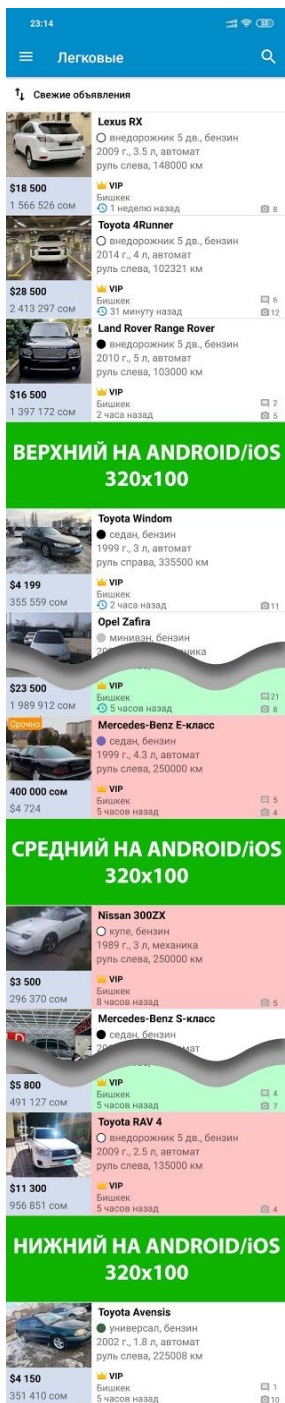 23:14
Легковые
Свежие объявления
Lexus RX
внедорожник 5 дв., бензин
2009 г., 3.5 л, автомат
руль слева, 148000 км
$18 500
VIP
1 566 526 сом
Бишкек
1 неделю назад
8
Toyota 4Runner
внедорожник 5 дв., бензин
2014 г., 4 л, автомат
руль слева, 102321 км
$28 500
VIP
2 413 297 сом
Бишкек
6
31 минуту назад
12
Land Rover Range Rover
внедорожник 5 дв., бензин
2010 г., 5 л, автомат
руль слева, 103000 км
$16 500
VIP
1 397 172 сом
Бишкек
2
2 часа назад
5
ВЕРХНИЙ НА ANDROID/iOS
320x100
Toyota Windom
седан, бензин
1999 г., 3 л, автомат
руль справа, 335500 км
$4 199
VIP
355 559 сом
Бишкек
2 часа назад
11
Opel Zafira
минивэн, бензин
$23 500
VIP
1 989 912 сом
Бишкек
21
5 часов назад
8
Срочно
Mercedes-Benz E-класс
седан, бензин
1999 г., 4.3 л, автомат
руль слева, 250000 км
400 000 сом
VIP
$4 724
Бишкек
5
5 часов назад
4
СРЕДНИЙ НА ANDROID/iOS
320x100
Nissan 300ZX
купе, бензин
1989 г., 3 л, механика
руль слева, 250000 км
$3 500
VIP
296 370 сом
Бишкек
8 часов назад
5
Mercedes-Benz S-класс
седан, бензин
$5 800
VIP
491 127 сом
Бишкек
4
5 часов назад
7
Toyota RAV 4
внедорожник 5 дв., бензин
2009 г., 2.5 л, автомат
руль слева, 135000 км
$11 300
VIP
956 851 сом
Бишкек
5 часов назад
4
НИЖНИЙ НА ANDROID/iOS
320x100
Toyota Avensis
универсал, бензин
2002 г., 1.8 л, автомат
руль слева, 225008 км
$4 150
VIP
351 410 сом
Бишкек
1
5 часов назад
10